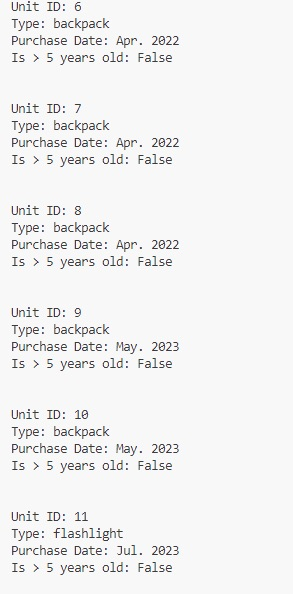 Unit ID: 6
Type: backpack
Purchase Date: Apr. 2022
Is > 5 years old: False
Unit ID: 7
Type: backpack
Purchase Date: Apr. 2022
Is > 5 years old: False
Unit ID: 8
Type: backpack
Purchase Date: Apr. 2022
Is > 5 years old: False
Unit ID: 9
Type: backpack
Purchase Date: May. 2023
Is > 5 years old: False
Unit ID: 10
Type: backpack
Purchase Date: May. 2023
Is > 5 years old: False
Unit ID: 11
Type: flashlight
Purchase Date: Jul. 2023
Is > 5 years old: False